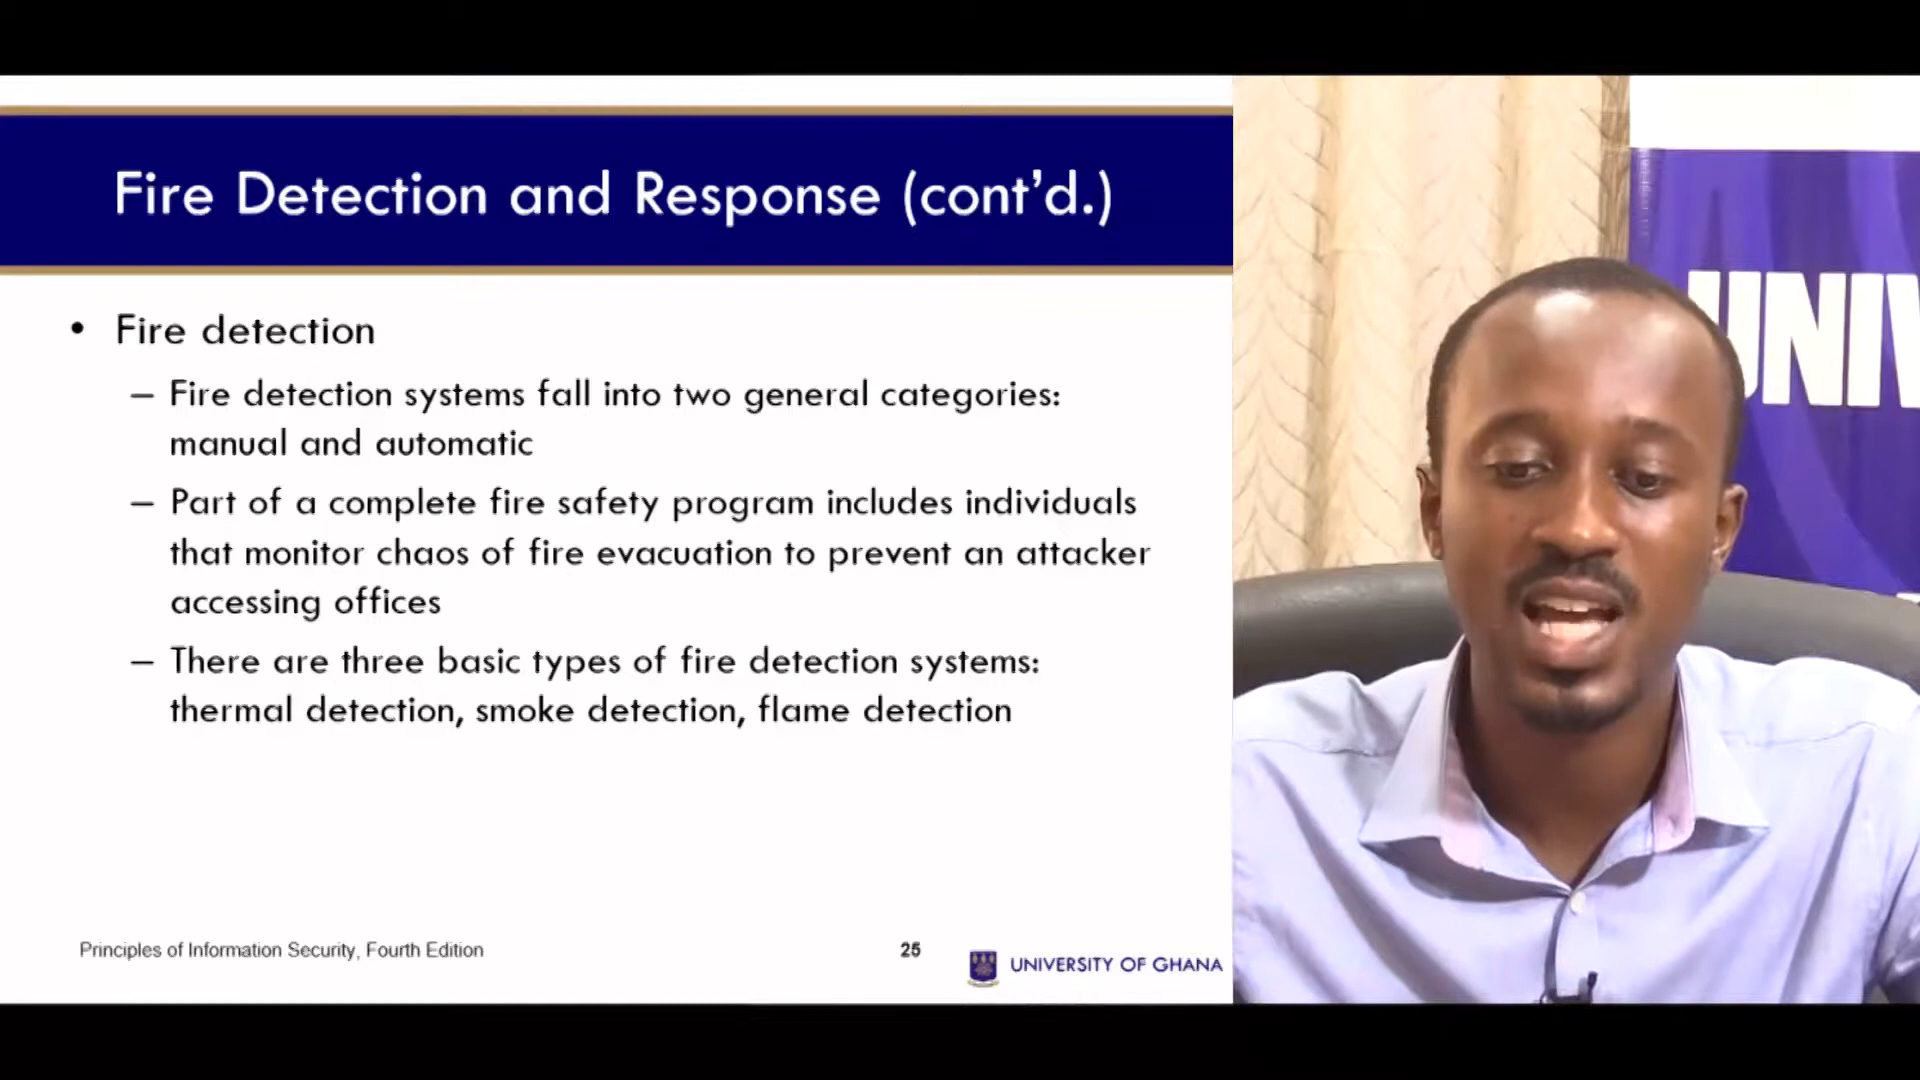 Fire Detection and Response (cont'd.)
• Fire detection
– Fire detection systems fall into two general categories:
manual and automatic
– Part of a complete fire safety program includes individuals
that monitor chaos of fire evacuation to prevent an attacker
accessing offices
– There are three basic types of fire detection systems:
thermal detection, smoke detection, flame detection
Principles of Information Security, Fourth Edition
25
UNIVERSITY OF GHANA
UNIV